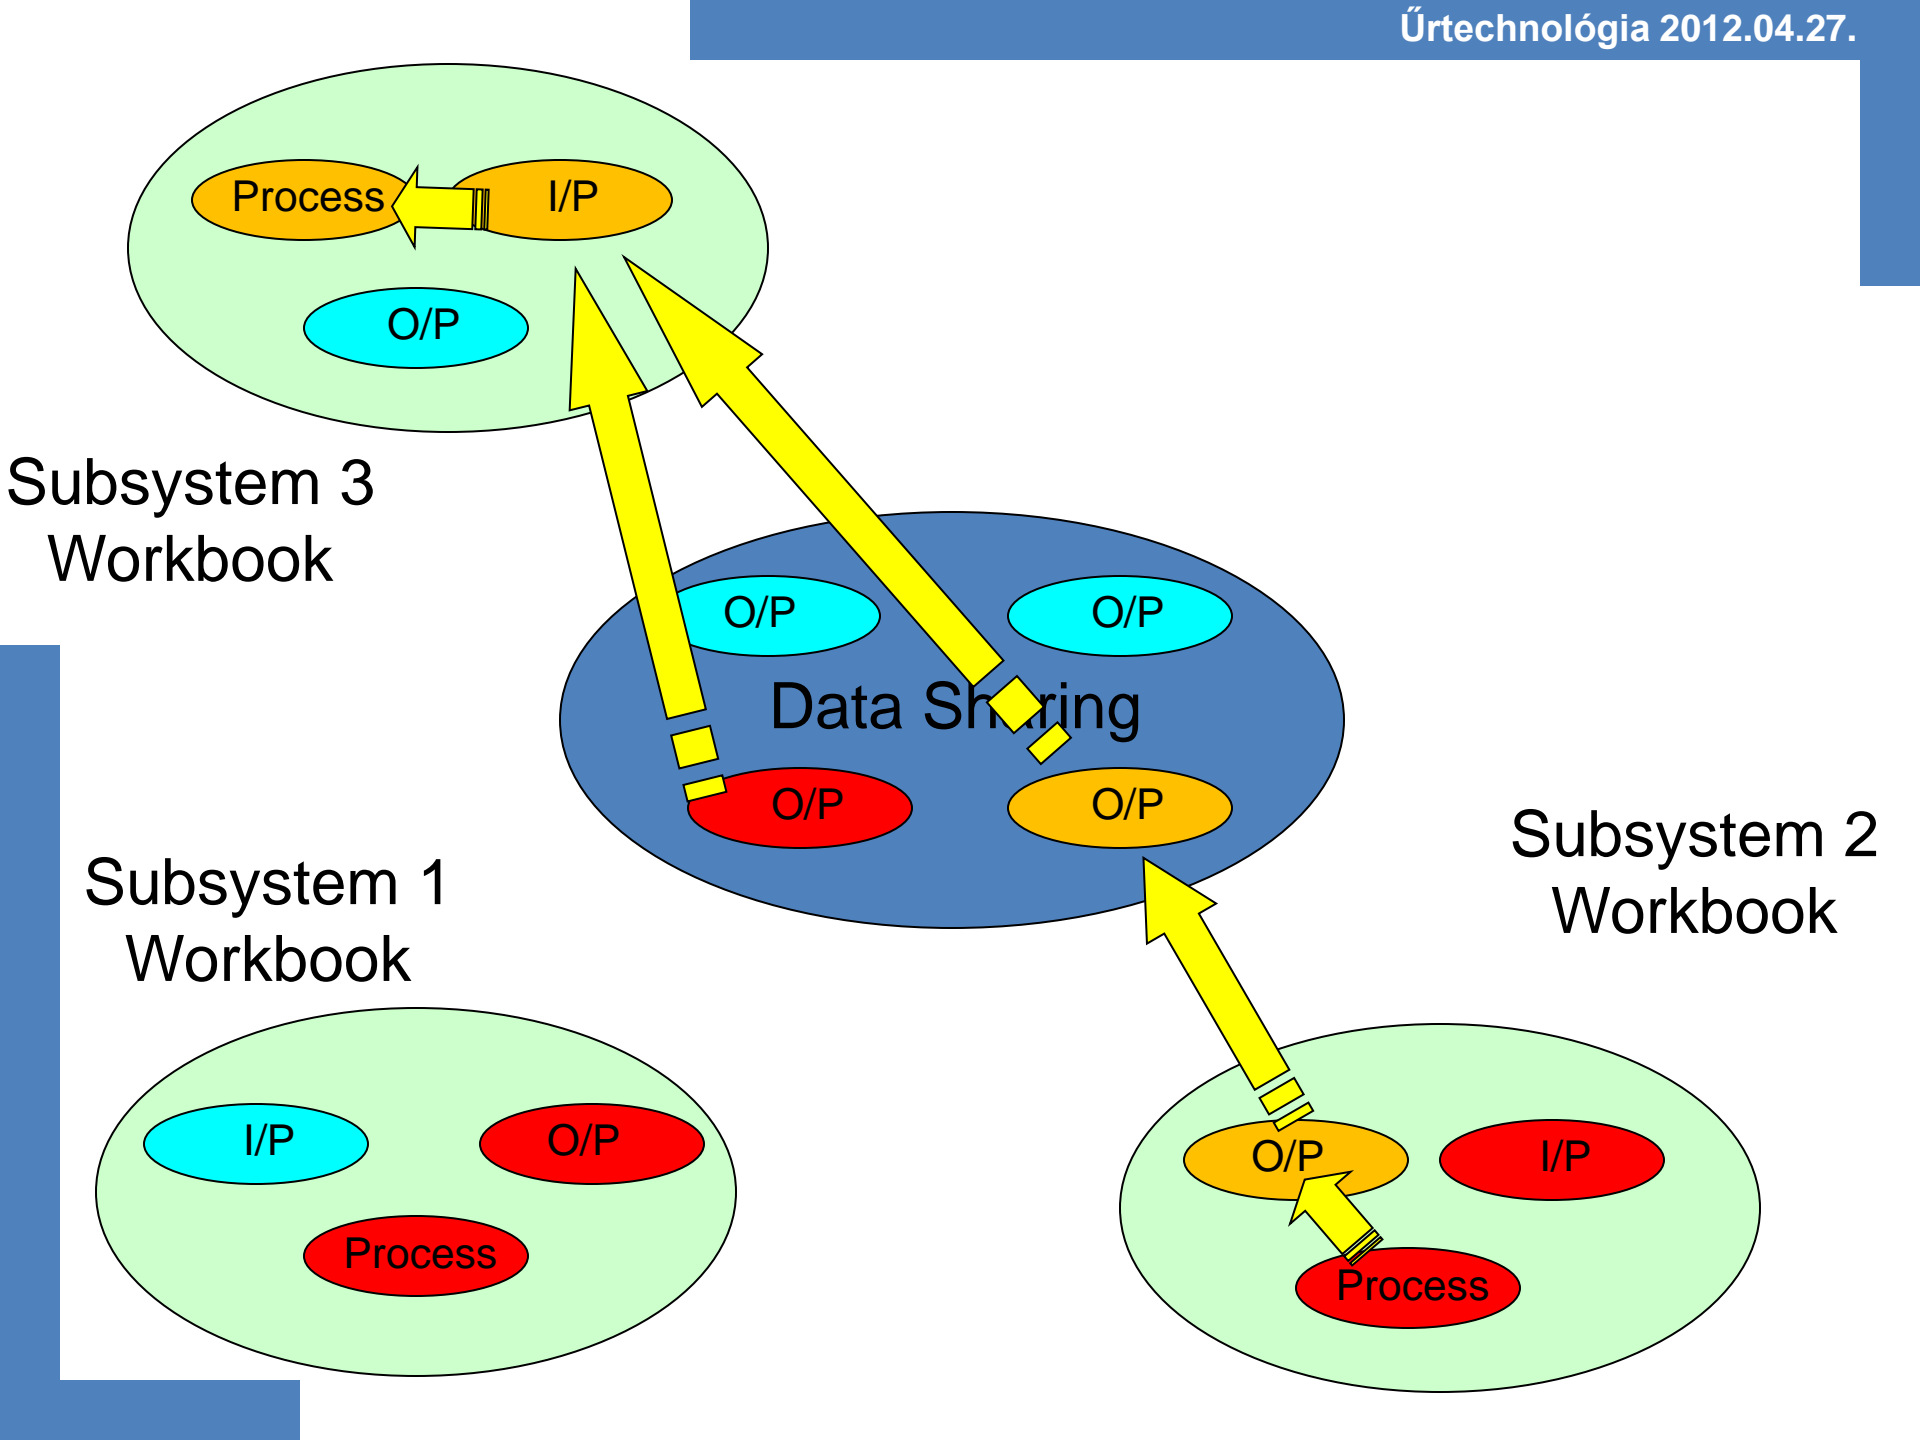 Űrtechnológia 2012.04.27.
Process
I/P
O/P
Subsystem 3
Workbook
O/P
O/P
Data Sharing
O/P
O/P
Subsystem 2
Workbook
Subsystem 1
Workbook
I/P
O/P
Process
O/P
I/P
Process